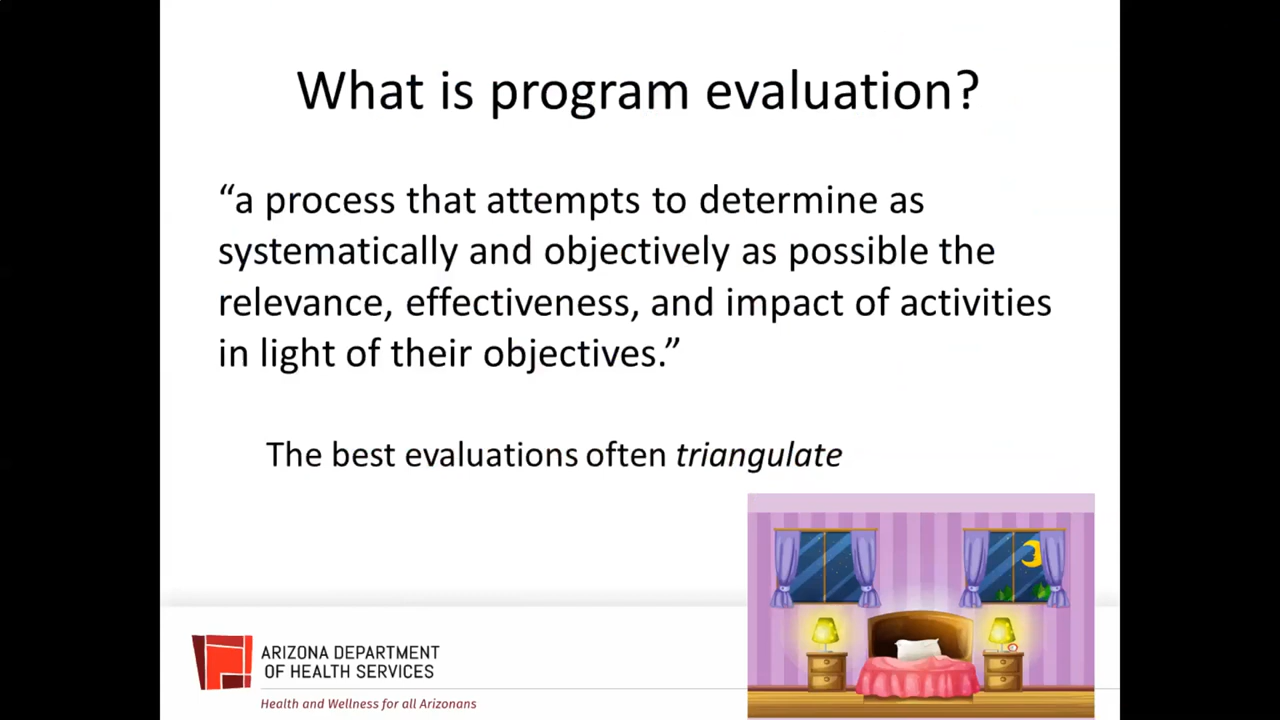 What is program evaluation?
“a process that attempts to determine as
systematically and objectively as possible the
relevance, effectiveness, and impact of activities
in light of their objectives.”
The best evaluations often triangulate
ARIZONA DEPARTMENT
OF HEALTH SERVICES
Health and Wellness for all Arizonans